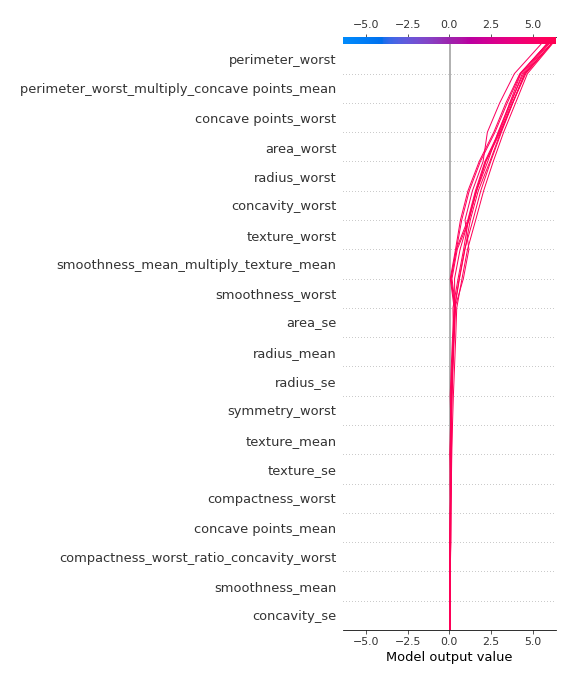 −5.0 −2.5 0.0 2.5 5.0
perimeter_worst
perimeter_worst_multiply_concave points_mean
concave points_worst
area_worst
radius_worst
concavity_worst
texture_worst
smoothness_mean_multiply_texture_mean
smoothness_worst
area_se
radius_mean
radius_se
symmetry_worst
texture_mean
texture_se
compactness_worst
concave points_mean
compactness_worst_ratio_concavity_worst
smoothness_mean
concavity_se
−5.0 −2.5 0.0 2.5 5.0
Model output value